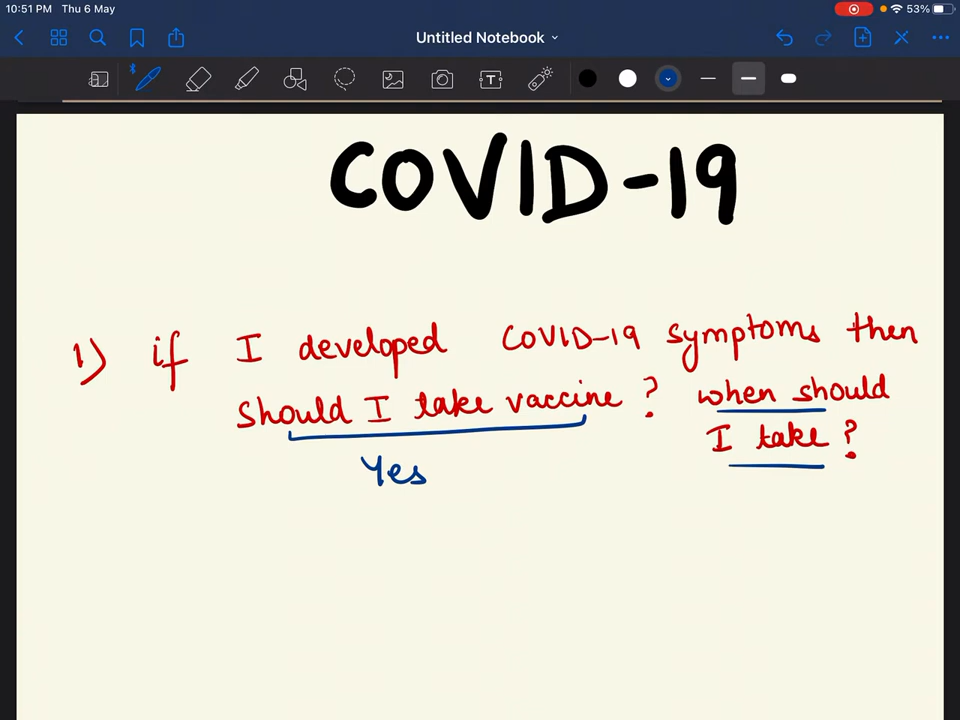 10:51 PM Thu 6 May 53%
Untitled Notebook
T
COVID-19
1) if I developed COVID-19 symptoms then
should I take vaccine ? when should
I take ?
Yes